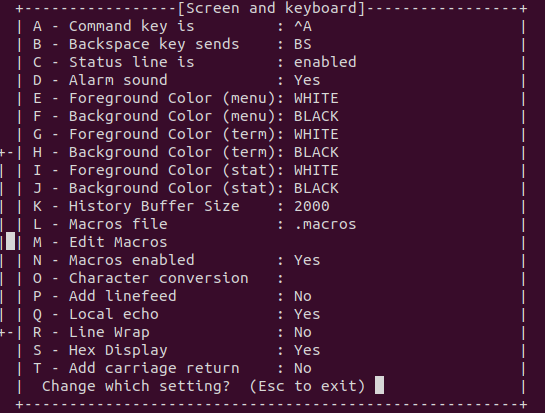 [Screen and keyboard]
A - Command key is : ^A
B - Backspace key sends : BS
C - Status line is : enabled
D - Alarm sound : Yes
E - Foreground Color (menu): WHITE
F - Background Color (menu): BLACK
G - Foreground Color (term): WHITE
H - Background Color (term): BLACK
I - Foreground Color (stat): WHITE
J - Background Color (stat): BLACK
K - History Buffer Size : 2000
L - Macros file : .macros
M - Edit Macros
N - Macros enabled : Yes
O - Character conversion :
P - Add linefeed : No
Q - Local echo : Yes
R - Line Wrap : No
S - Hex Display : Yes
T - Add carriage return : No
Change which setting? (Esc to exit)